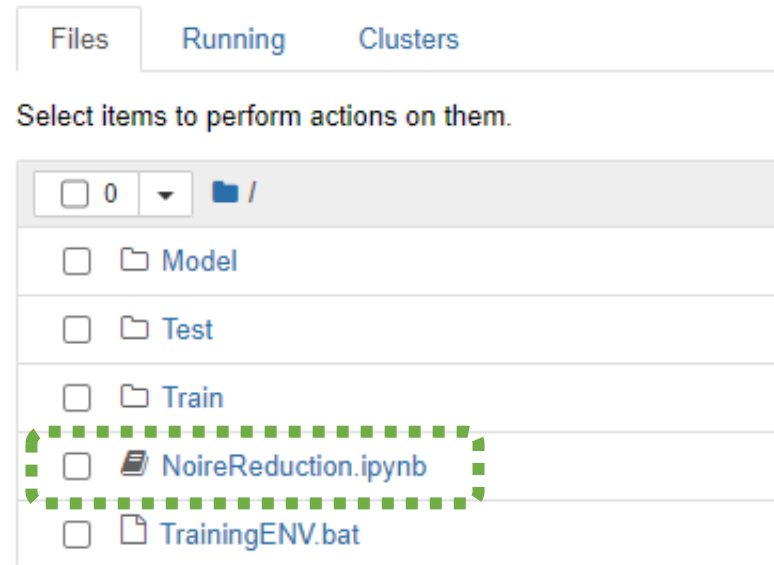 Files Running Clusters
Select items to perform actions on them.
0 /
Model
Test
Train
NoireReduction.ipynb
TrainingENV.bat